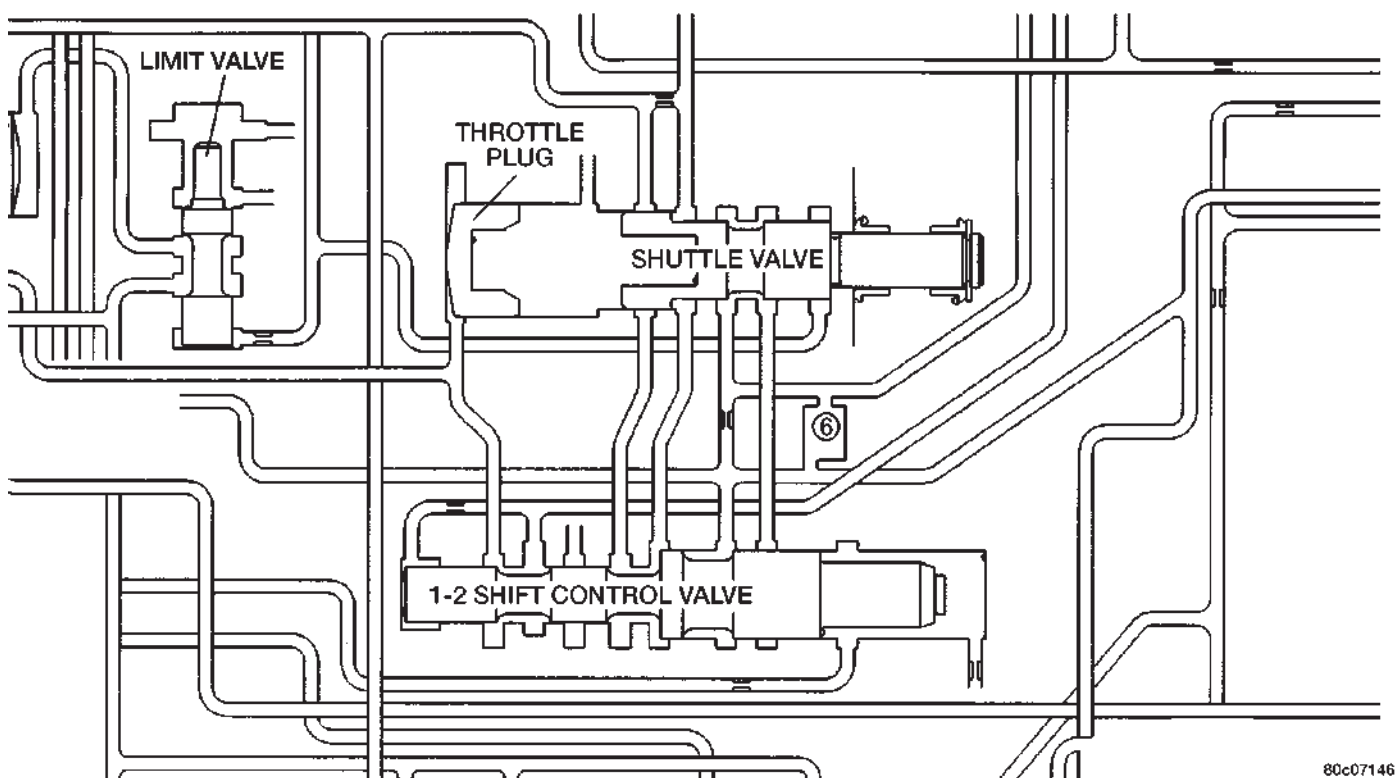 LIMIT VALVE
THROTTLE
PLUG
SHUTTLE VALVE
6
1-2 SHIFT CONTROL VALVE
80c07146